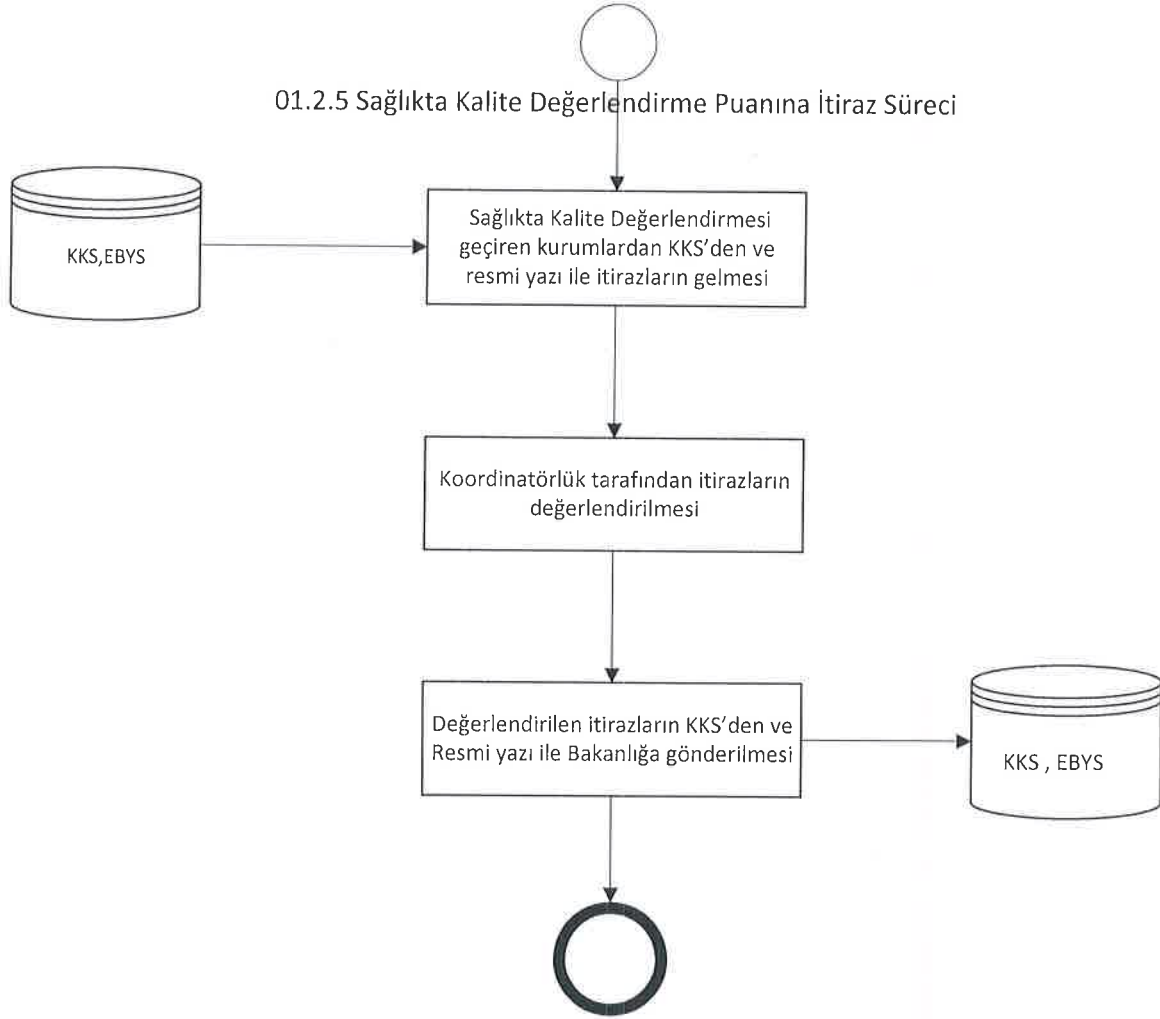 01.2.5 Sağlıkta Kalite Değerlendirme Puanına İtiraz Süreci
KKS,EBYS
Sağlıkta Kalite Değerlendirmesi
geçiren kurumlardan KKS'den ve
resmi yazı ile itirazların gelmesi
Koordinatörlük tarafından itirazların
değerlendirilmesi
Değerlendirilen itirazların KKS'den ve
Resmi yazı ile Bakanlığa gönderilmesi
KKS , EBYS